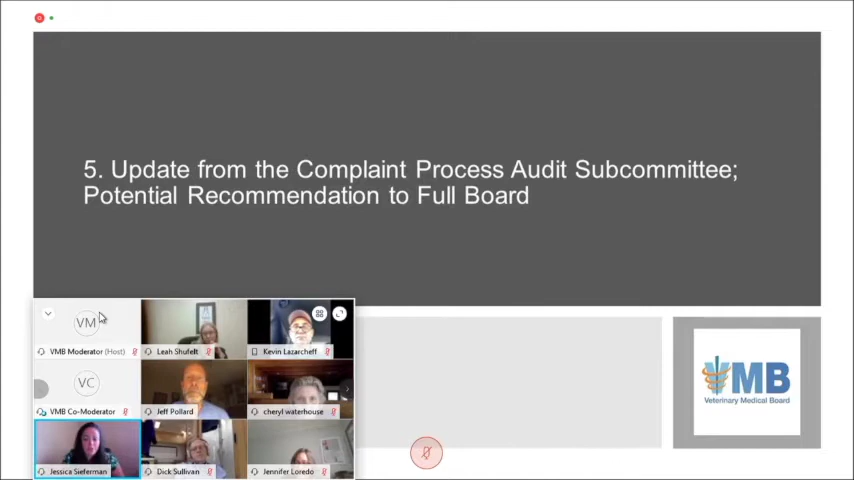 5. Update from the Complaint Process Audit Subcommittee;
Potential Recommendation to Full Board
VM
VMB Moderator (Host)
Leah Shufelt
Kevin Lazarcheff
VC
VMB Co-Moderator
Jeff Pollard
cheryl waterhouse
Jessica Sieferman
Dick Sullivan
Jennifer Loredo
VMB
Veterinary Medical Board